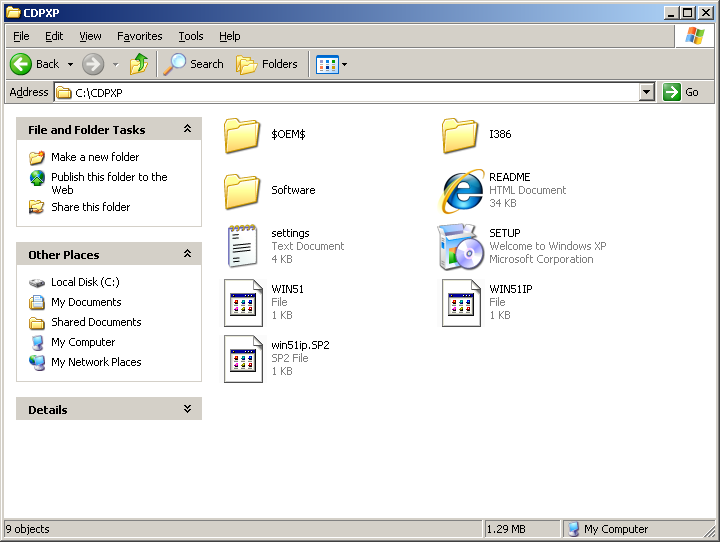 CDPXP
File Edit View Favorites Tools Help
Back Search Folders
Address C:\CDPXP Go
File and Folder Tasks
Make a new folder
Publish this folder to the
Web
Share this folder
Other Places
Local Disk (C:)
My Documents
Shared Documents
My Computer
My Network Places
Details
$OEM$
I386
Software
README
HTML Document
34 KB
settings
Text Document
4 KB
SETUP
Welcome to Windows XP
Microsoft Corporation
WIN51
File
1 KB
WIN51IP
File
1 KB
win51ip.SP2
SP2 File
1 KB
9 objects 1.29 MB My Computer